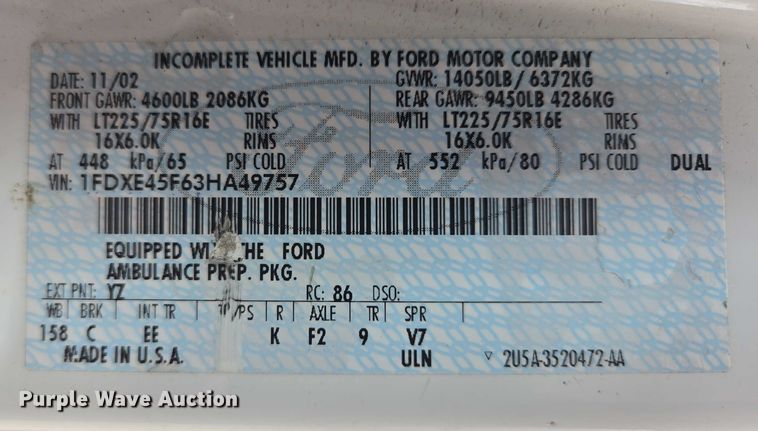 INCOMPLETE VEHICLE MFD. BY FORD MOTOR COMPANY
DATE: 11/02 GVWR: 14050LB/ 6372KG
FRONT GAWR: 4600LB 2086KG REAR GAWR: 9450LB 4286KG
WITH LT225/75R16E TIRES WITH LT225/75R16E TIRES
16X6.0K RIMS 16X6.0K RIMS
AT 448 kPa/65 PSI COLD AT 552 kPa/80 PSI COLD DUAL
VIN: 1FDXE45F63HA49757
Ford
EQUIPPED THE FORD
AMBULANCE PREP. PKG.
EXT PNT: YZ RC: 86 DSO:
WB BRK INT TR /PS R AXLE TR SPR
158 C EE K F2 9 V7
MADE IN U.S.A. ULN ▽ 2U5A-3520472-AA
Purple Wave Auction